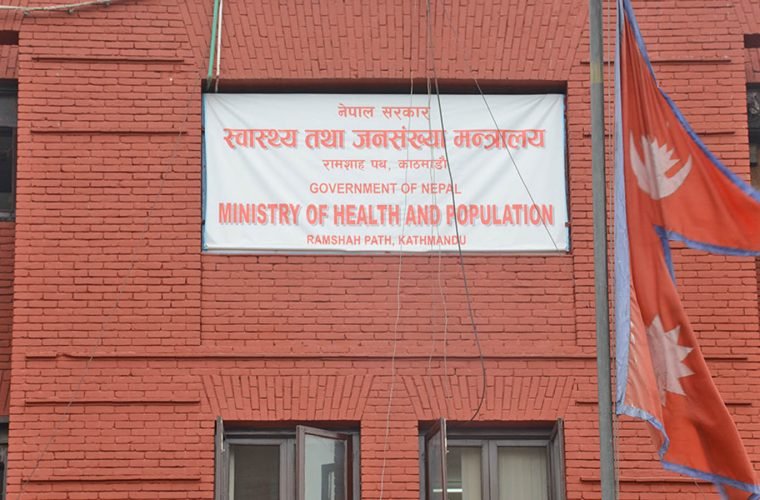 नेपाल सरकार
स्वास्थ्य तथा जनसंख्या मन्त्रालय
रामशाह पथ, काठमाडौं
GOVERNMENT OF NEPAL
MINISTRY OF HEALTH AND POPULATION
RAMSHAH PATH, KATHMANDU